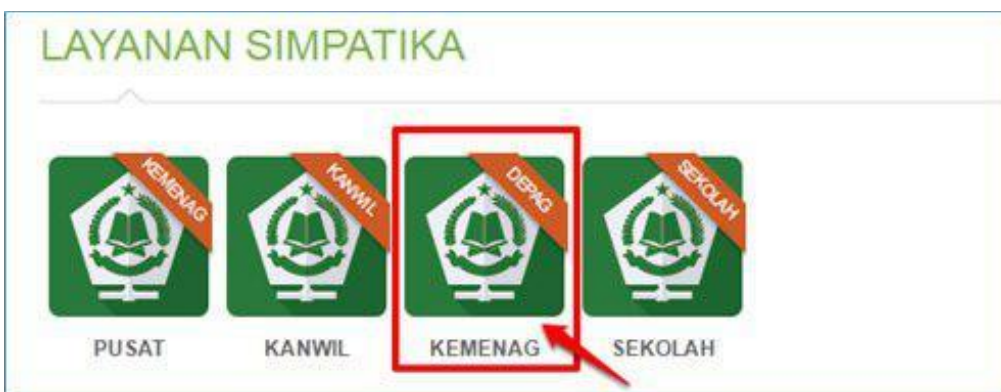 LAYANAN SIMPATIKA
KEMENAG
KANWIL
DEPAG
SEKOLAH
PUSAT
KANWIL
KEMENAG
SEKOLAH